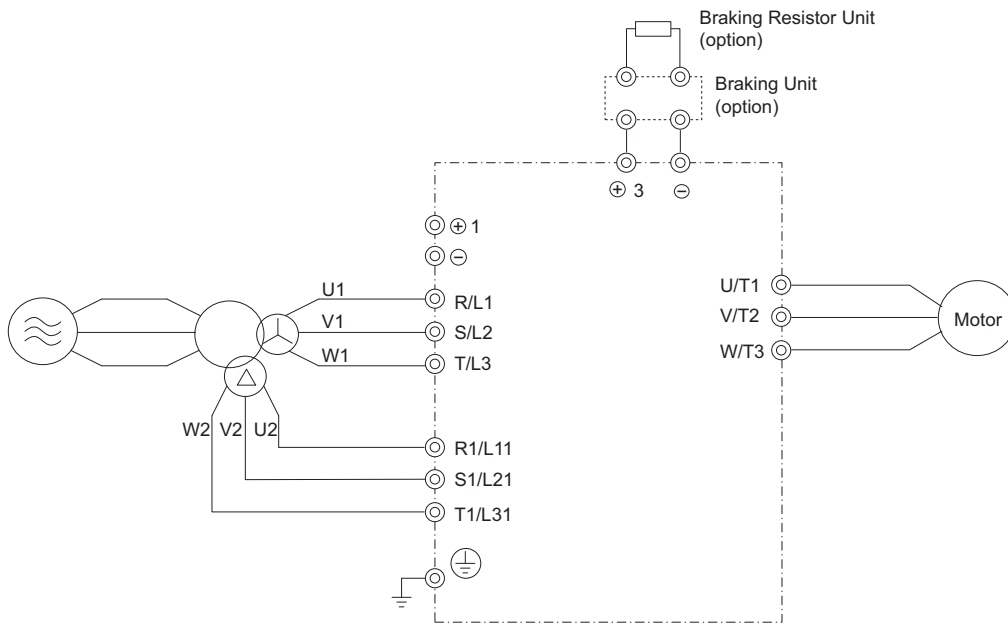 Braking Resistor Unit
(option)
Braking Unit
(option)
⊕ 3 ⊖
⊕ 1
⊖
U1 R/L1
V1 S/L2
W1 T/L3
U/T1
V/T2
W/T3
Motor
W2 V2 U2
R1/L11
S1/L21
T1/L31